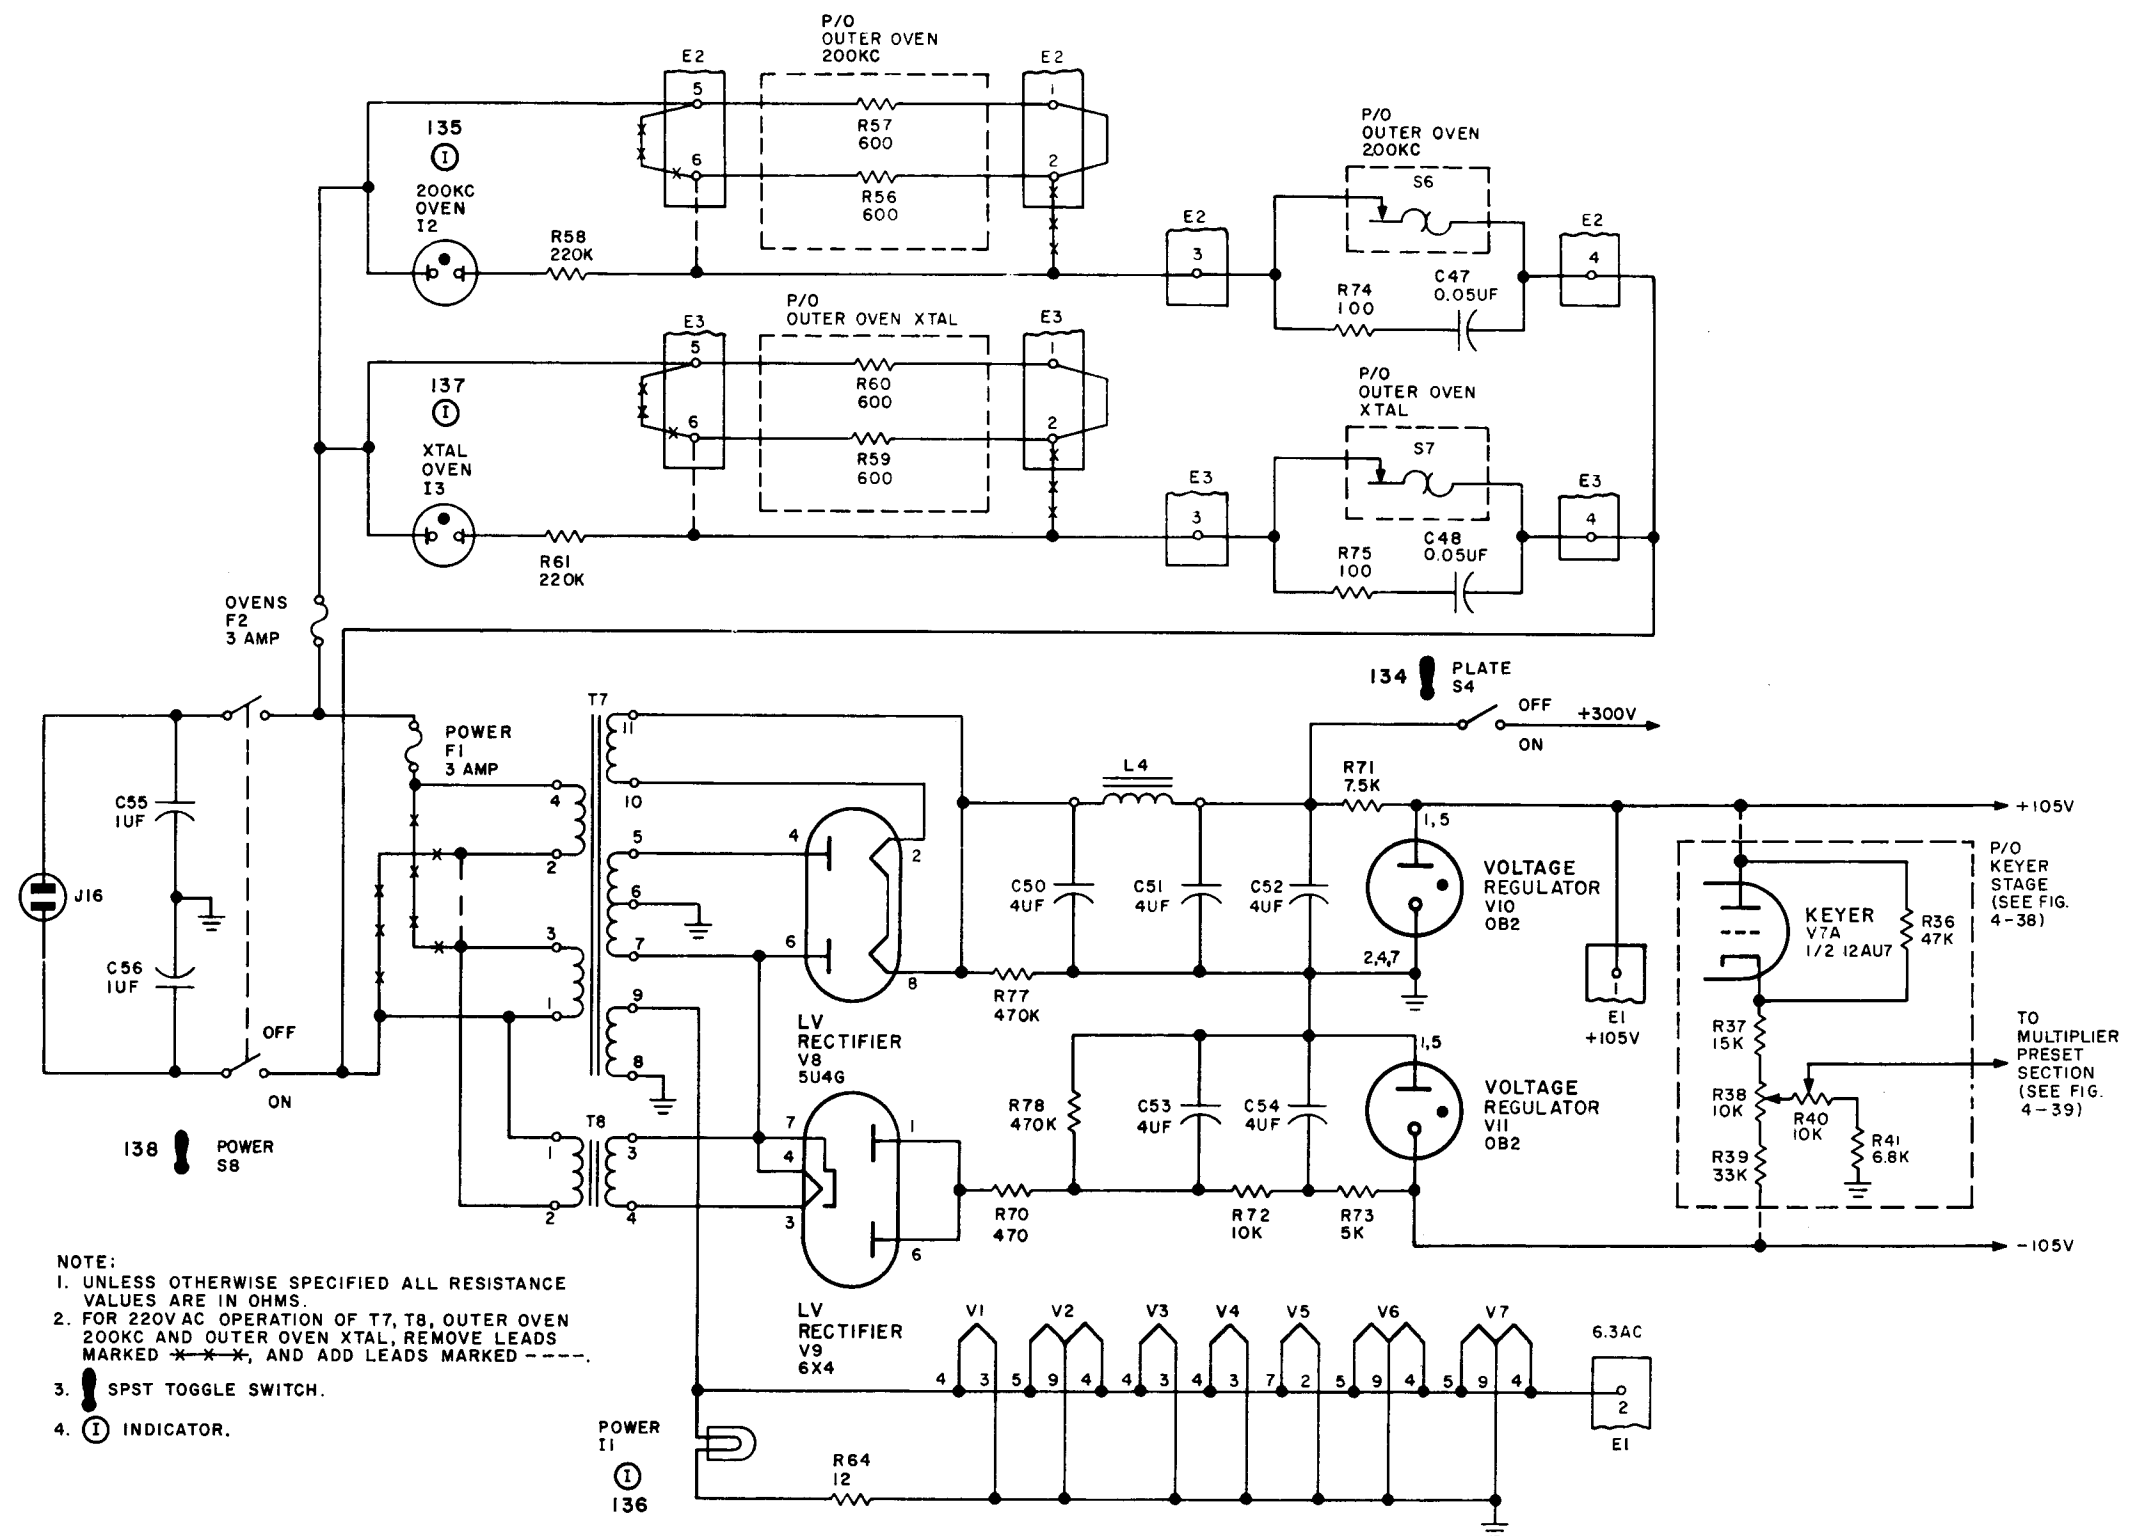 P/O
OUTER OVEN
200KC
E2
5
6
R57
600
R56
600
E2
1
2
135
I
200KC
OVEN
I2
R58
220K
P/O
OUTER OVEN
200KC
S6
E2
3
E2
4
R74
100
C47
0.05UF
P/O
OUTER OVEN XTAL
E3
5
6
R60
600
R59
600
E3
1
2
137
I
XTAL
OVEN
I3
R61
220K
P/O
OUTER OVEN
XTAL
S7
E3
3
E3
4
R75
100
C48
0.05UF
OVENS
F2
3 AMP
134
PLATE
S4
OFF
ON
+300V
POWER
F1
3 AMP
T7
11
10
4
2
5
6
7
3
1
9
8
C55
1UF
J16
C56
1UF
OFF
ON
138
POWER
S8
T8
1
2
3
4
4
2
6
8
LV
RECTIFIER
V8
5U4G
L4
C50
4UF
C51
4UF
C52
4UF
R71
7.5K
1,5
VOLTAGE
REGULATOR
V10
OB2
2,4,7
R77
470K
+105V
E1
1
+105V
P/O
KEYER
STAGE
(SEE FIG.
4-38)
KEYER
V7A
1/2 12AU7
R36
47K
R37
15K
R38
10K
R40
10K
R39
33K
R41
6.8K
TO
MULTIPLIER
PRESET
SECTION
(SEE FIG.
4-39)
7
4
3
1
6
R78
470K
C53
4UF
C54
4UF
1,5
VOLTAGE
REGULATOR
V11
OB2
R70
470
R72
10K
R73
5K
-105V
LV
RECTIFIER
V9
6X4
NOTE:
1. UNLESS OTHERWISE SPECIFIED ALL RESISTANCE
VALUES ARE IN OHMS.
2. FOR 220VAC OPERATION OF T7, T8, OUTER OVEN
200KC AND OUTER OVEN XTAL, REMOVE LEADS
MARKED -X-X-X-, AND ADD LEADS MARKED ----.
3. SPST TOGGLE SWITCH.
4. I INDICATOR.
V1
V2
V3
V4
V5
V6
V7
4 3 5 9 4 4 3 4 3 7 2 5 9 4 5 9 4
6.3AC
2
E1
POWER
I1
I
136
R64
12